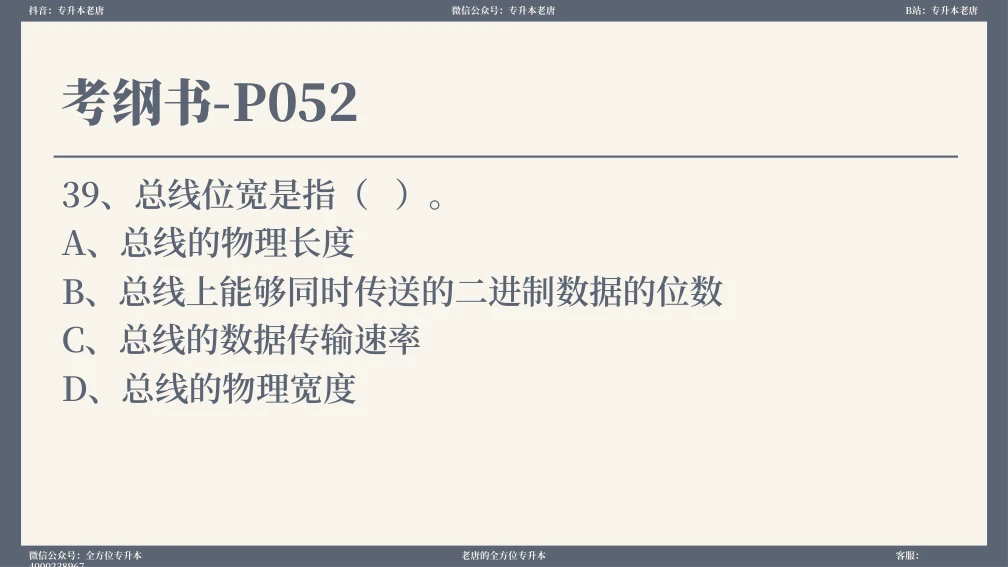 抖音：专升本老唐
微信公众号：专升本老唐
B站：专升本老唐
考纲书-P052
39、总线位宽是指（  ）。
A、总线的物理长度
B、总线上能够同时传送的二进制数据的位数
C、总线的数据传输速率
D、总线的物理宽度
微信公众号：全方位专升本
老唐的全方位专升本
客服：
4000238967